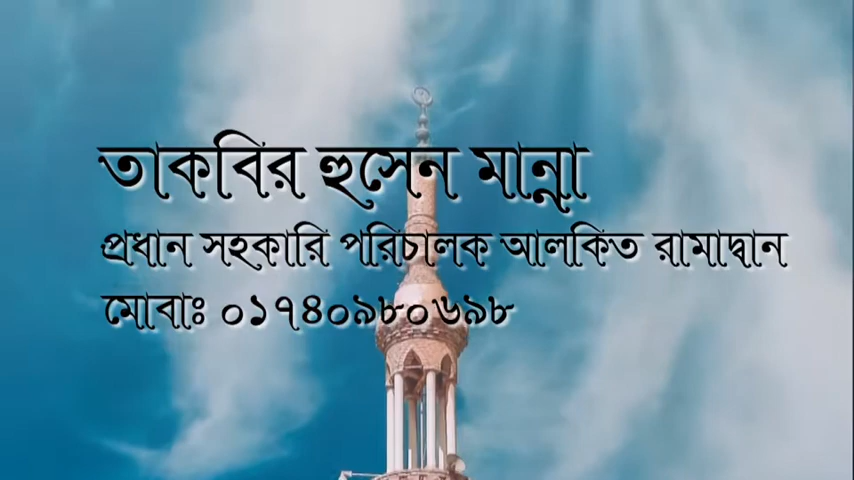 তাকবির হুসেন মান্না
প্রধান সহকারি পরিচালক আলকিত রামাদ্বান
মোবাঃ ০১৭৪০৯৮০৬৯৮